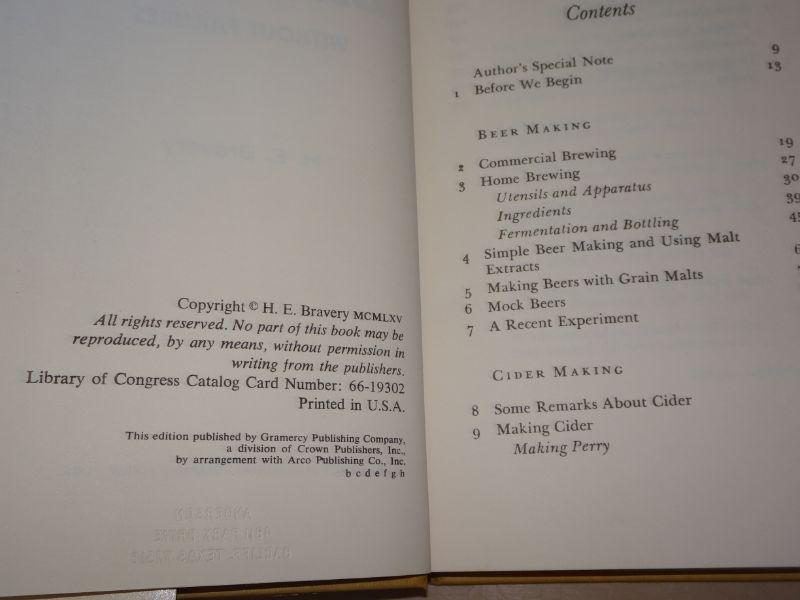 Copyright © H. E. Bravery MCMLXV
All rights reserved. No part of this book may be
reproduced, by any means, without permission in
writing from the publishers.
Library of Congress Catalog Card Number: 66-19302
Printed in U.S.A.
This edition published by Gramercy Publishing Company,
a division of Crown Publishers, Inc.,
by arrangement with Arco Publishing Co., Inc.
b c d e f g h
Contents
Author's Special Note 9
1 Before We Begin 13
BEER MAKING
2 Commercial Brewing 19
3 Home Brewing 27
Utensils and Apparatus 30
Ingredients 39
Fermentation and Bottling
4 Simple Beer Making and Using Malt
Extracts
5 Making Beers with Grain Malts
6 Mock Beers
7 A Recent Experiment
CIDER MAKING
8 Some Remarks About Cider
9 Making Cider
Making Perry